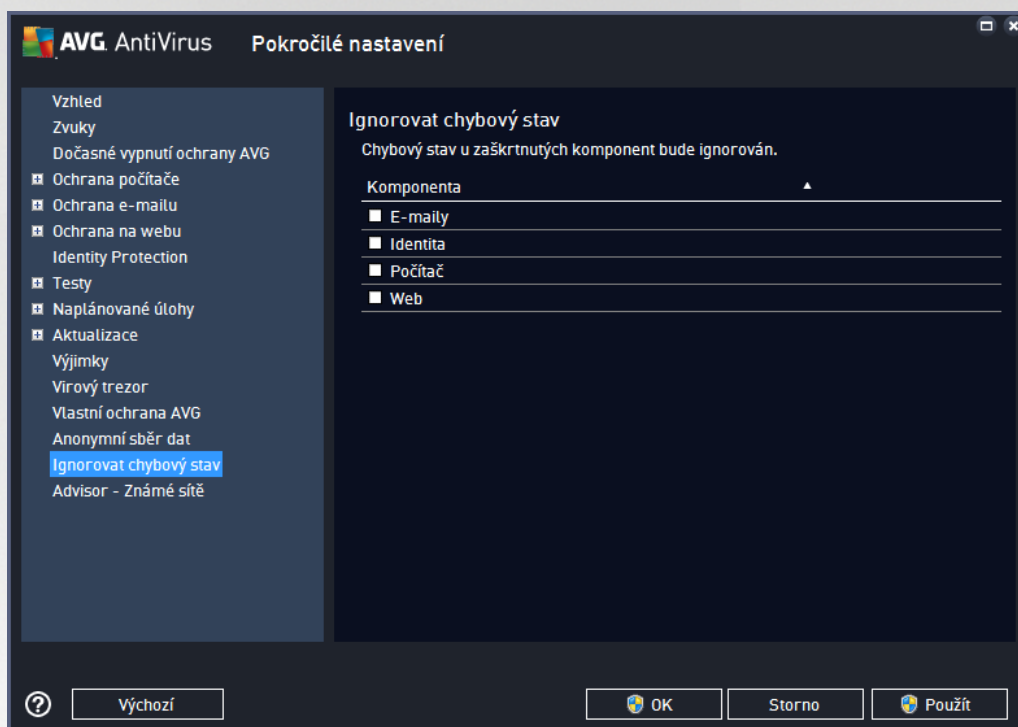 AVG. AntiVirus Pokročilé nastavení
Vzhled
Zvuky
Dočasné vypnutí ochrany AVG
Ochrana počítače
Ochrana e-mailu
Ochrana na webu
Identity Protection
Testy
Naplánované úlohy
Aktualizace
Výjimky
Virový trezor
Vlastní ochrana AVG
Anonymní sběr dat
Ignorovat chybový stav
Advisor - Známé sítě
Ignorovat chybový stav
Chybový stav u zaškrtnutých komponent bude ignorován.
Komponenta
E-maily
Identita
Počítač
Web
? Výchozí OK Storno Použít